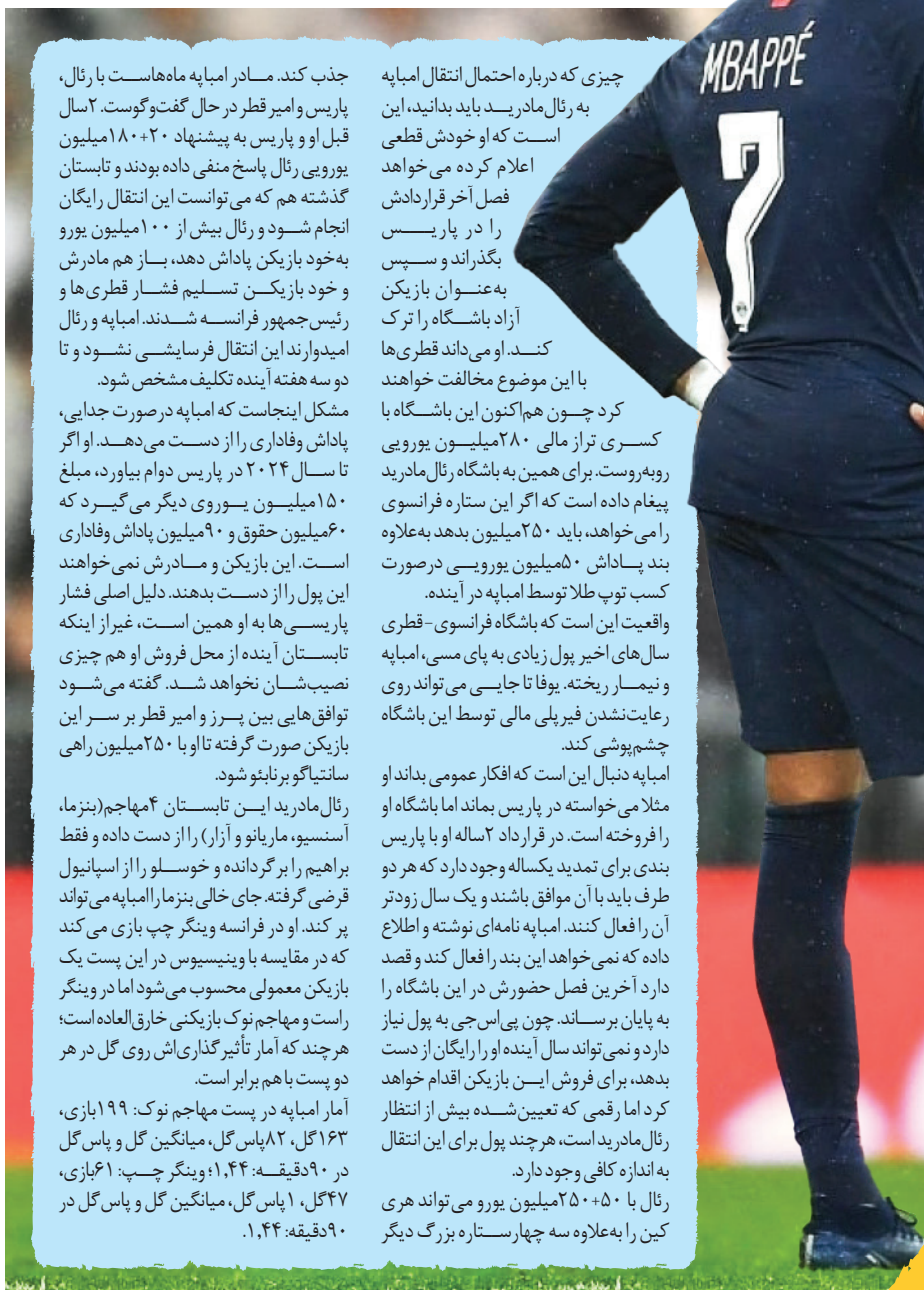 MBAPPÉ
7
چیزی که درباره احتمال انتقال امباپه
به رئال‌مادرید باید بدانید، این
است که او خودش قطعی
اعلام کرده می‌خواهد
فصل آخر قراردادش
را در پاریس
بگذراند و سپس
به‌عنوان بازیکن
آزاد باشگاه را ترک
کند. او می‌داند قطری‌ها
با این موضوع مخالفت خواهند
کرد چون هم‌اکنون این باشگاه با
کسری تراز مالی ۲۸۰میلیون یورویی
روبه‌روست. برای همین به باشگاه رئال‌مادرید
پیغام داده است که اگر این ستاره فرانسوی
را می‌خواهد، باید ۲۵۰میلیون بدهد به‌علاوه
بند پاداش ۵۰میلیون یورویی درصورت
کسب توپ طلا توسط امباپه در آینده.
واقعیت این است که باشگاه فرانسوی-قطری
سال‌های اخیر پول زیادی به پای مسی، امباپه
و نیمار ریخته. یوفا تا جایی می‌تواند روی
رعایت‌نشدن فیرپلی مالی توسط این باشگاه
چشم‌پوشی کند.
امباپه دنبال این است که افکار عمومی بداند او
مثلا می‌خواسته در پاریس بماند اما باشگاه او
را فروخته است. در قرارداد ۲ساله او با پاریس
بندی برای تمدید یکساله وجود دارد که هر دو
طرف باید با آن موافق باشند و یک سال زودتر
آن را فعال کنند. امباپه نامه‌ای نوشته و اطلاع
داده که نمی‌خواهد این بند را فعال کند و قصد
دارد آخرین فصل حضورش در این باشگاه را
به پایان برساند. چون پی‌اس‌جی به پول نیاز
دارد و نمی‌تواند سال آینده او را رایگان از دست
بدهد، برای فروش این بازیکن اقدام خواهد
کرد اما رقمی که تعیین‌شده بیش از انتظار
رئال‌مادرید است، هرچند پول برای این انتقال
به اندازه کافی وجود دارد.
رئال با ۵۰+۲۵۰میلیون یورو می‌تواند هری
کین را به‌علاوه سه چهار ستاره بزرگ دیگر
جذب کند. مادر امباپه ماه‌هاست با رئال،
پاریس و امیر قطر در حال گفت‌وگوست. ۲سال
قبل او و پاریس به پیشنهاد ۲۰+۱۸۰میلیون
یورویی رئال پاسخ منفی داده بودند و تابستان
گذشته هم که می‌توانست این انتقال رایگان
انجام شود و رئال بیش از ۱۰۰میلیون یورو
به‌خود بازیکن پاداش دهد، باز هم مادرش
و خود بازیکن تسلیم فشار قطری‌ها و
رئیس‌جمهور فرانسه شدند. امباپه و رئال
امیدوارند این انتقال فرسایشی نشود و تا
دو سه هفته آینده تکلیف مشخص شود.
مشکل اینجاست که امباپه درصورت جدایی،
پاداش وفاداری را از دست می‌دهد. او اگر
تا سال ۲۰۲۴ در پاریس دوام بیاورد، مبلغ
۱۵۰میلیون یوروی دیگر می‌گیرد که
۶۰میلیون حقوق و ۹۰میلیون پاداش وفاداری
است. این بازیکن و مادرش نمی‌خواهند
این پول را از دست بدهند. دلیل اصلی فشار
پاریسی‌ها به او همین است، غیراز اینکه
تابستان آینده از محل فروش او هم چیزی
نصیب‌شان نخواهد شد. گفته می‌شود
توافق‌هایی بین پرز و امیر قطر بر سر این
بازیکن صورت گرفته تا او با ۲۵۰میلیون راهی
سانتیاگو برنابئو شود.
رئال‌مادرید این تابستان ۴مهاجم(بنزما،
آسنسیو، ماریانو و آزار) را از دست داده و فقط
براهیم را برگردانده و خوسلو را از اسپانیول
قرضی گرفته. جای خالی بنزما را امباپه می‌تواند
پر کند. او در فرانسه وینگر چپ بازی می‌کند
که در مقایسه با وینیسیوس در این پست یک
بازیکن معمولی محسوب می‌شود اما در وینگر
راست و مهاجم نوک بازیکنی خارق‌العاده است؛
هرچند که آمار تأثیرگذاری‌اش روی گل در هر
دو پست با هم برابر است.
آمار امباپه در پست مهاجم نوک: ۱۹۹بازی،
۱۶۳گل، ۸۲پاس گل، میانگین گل و پاس گل
در ۹۰دقیقه: ۱,۴۴؛ وینگر چپ: ۶۱بازی،
۴۷گل، ۱پاس گل، میانگین گل و پاس گل در
۹۰دقیقه: ۱,۴۴.